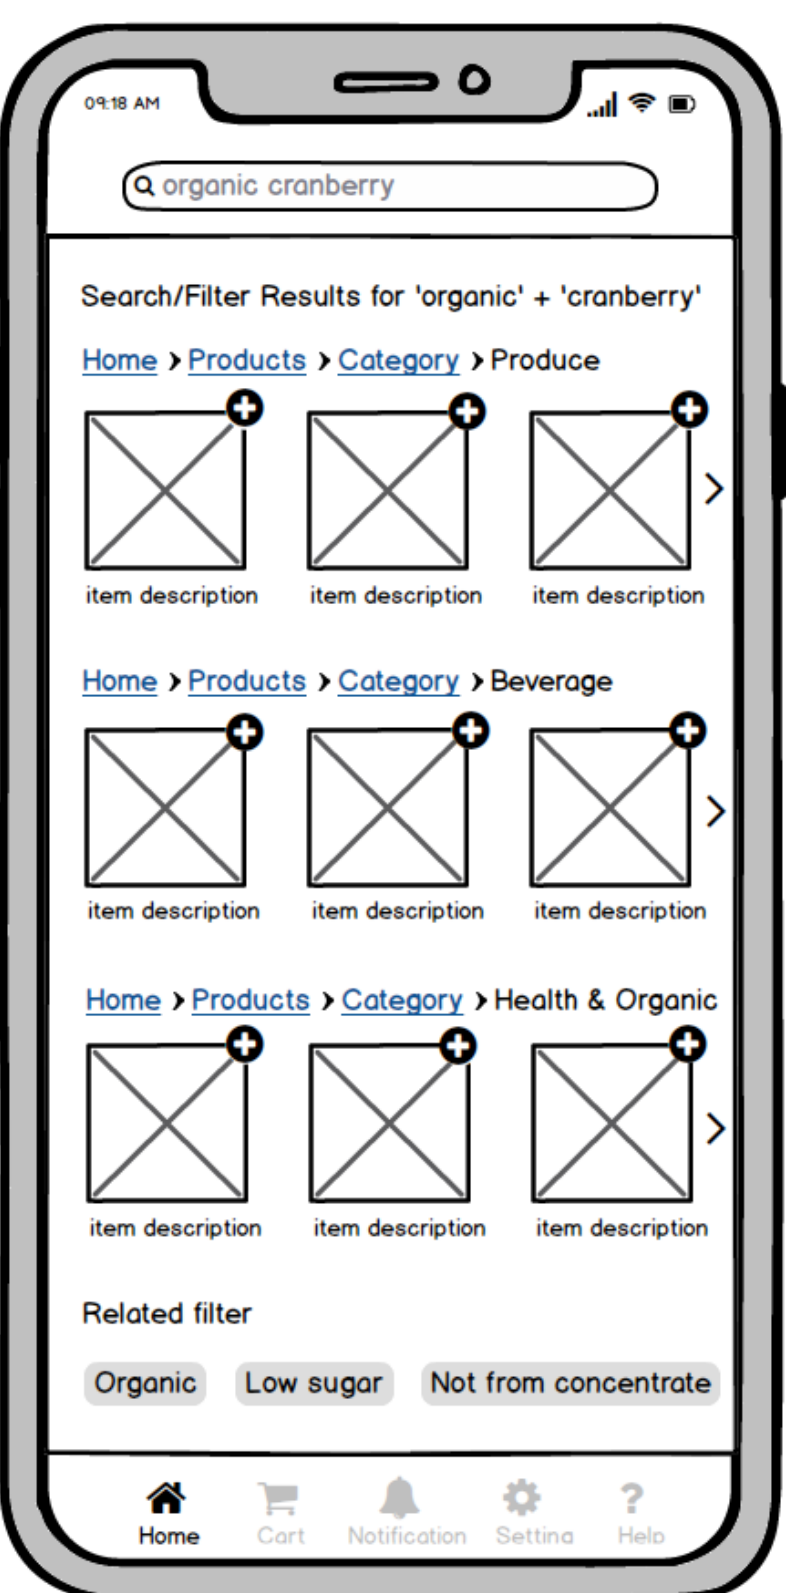 09:18 AM
organic cranberry
Search/Filter Results for 'organic' + 'cranberry'
Home > Products > Category > Produce
item description item description item description
Home > Products > Category > Beverage
item description item description item description
Home > Products > Category > Health & Organic
item description item description item description
Related filter
Organic Low sugar Not from concentrate
Home Cart Notification Setting Help